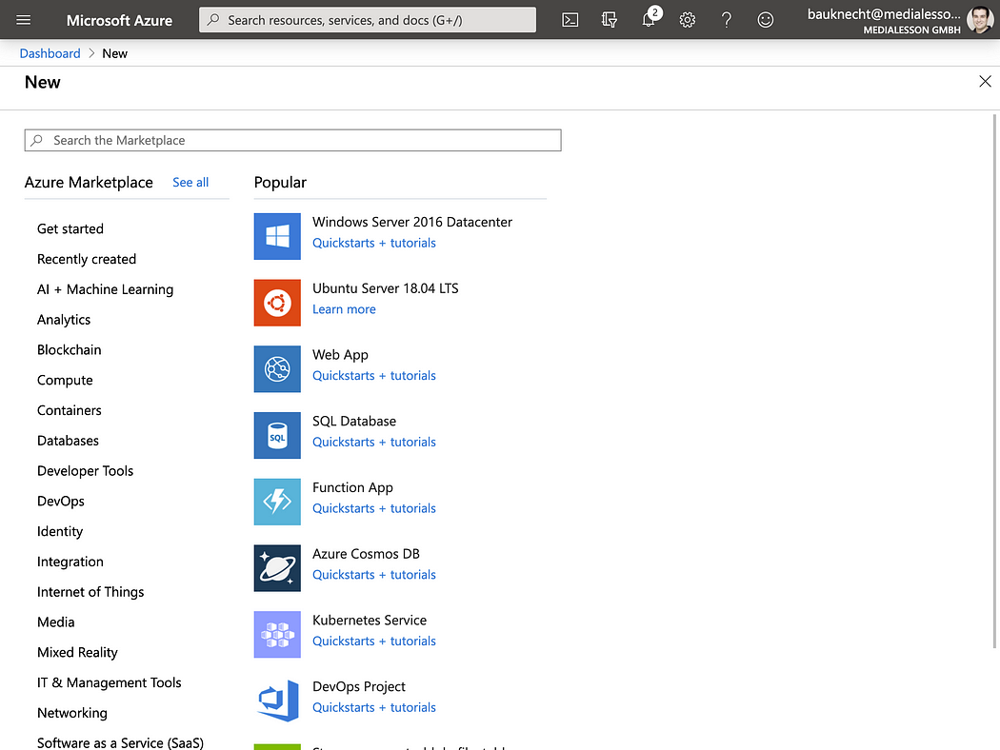 Microsoft Azure
Search resources, services, and docs (G+/)
2
bauknecht@medialesso...
MEDIALESSON GMBH
Dashboard > New
New
Search the Marketplace
Azure Marketplace See all
Get started
Recently created
AI + Machine Learning
Analytics
Blockchain
Compute
Containers
Databases
Developer Tools
DevOps
Identity
Integration
Internet of Things
Media
Mixed Reality
IT & Management Tools
Networking
Software as a Service (SaaS)
Popular
Windows Server 2016 Datacenter
Quickstarts + tutorials
Ubuntu Server 18.04 LTS
Learn more
Web App
Quickstarts + tutorials
SQL
SQL Database
Quickstarts + tutorials
Function App
Quickstarts + tutorials
Azure Cosmos DB
Quickstarts + tutorials
Kubernetes Service
Quickstarts + tutorials
DevOps Project
Quickstarts + tutorials